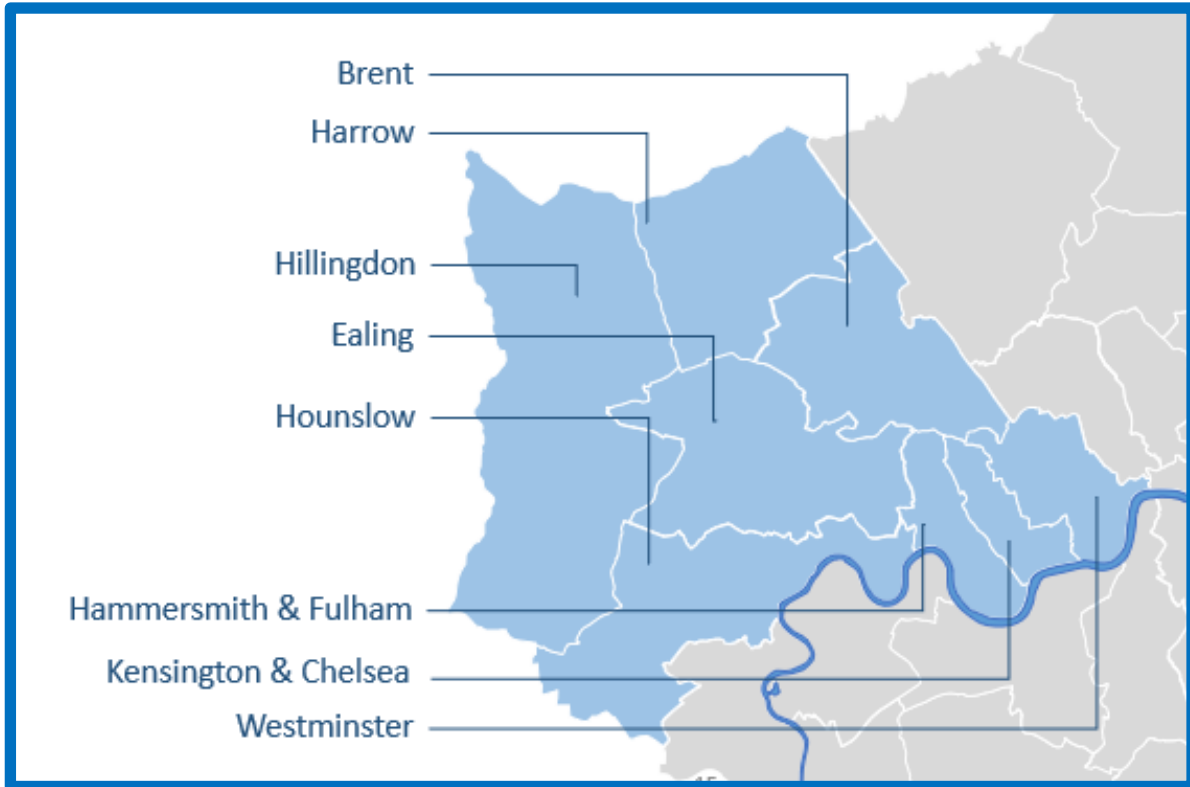 Brent
Harrow
Hillingdon
Ealing
Hounslow
Hammersmith & Fulham
Kensington & Chelsea
Westminster